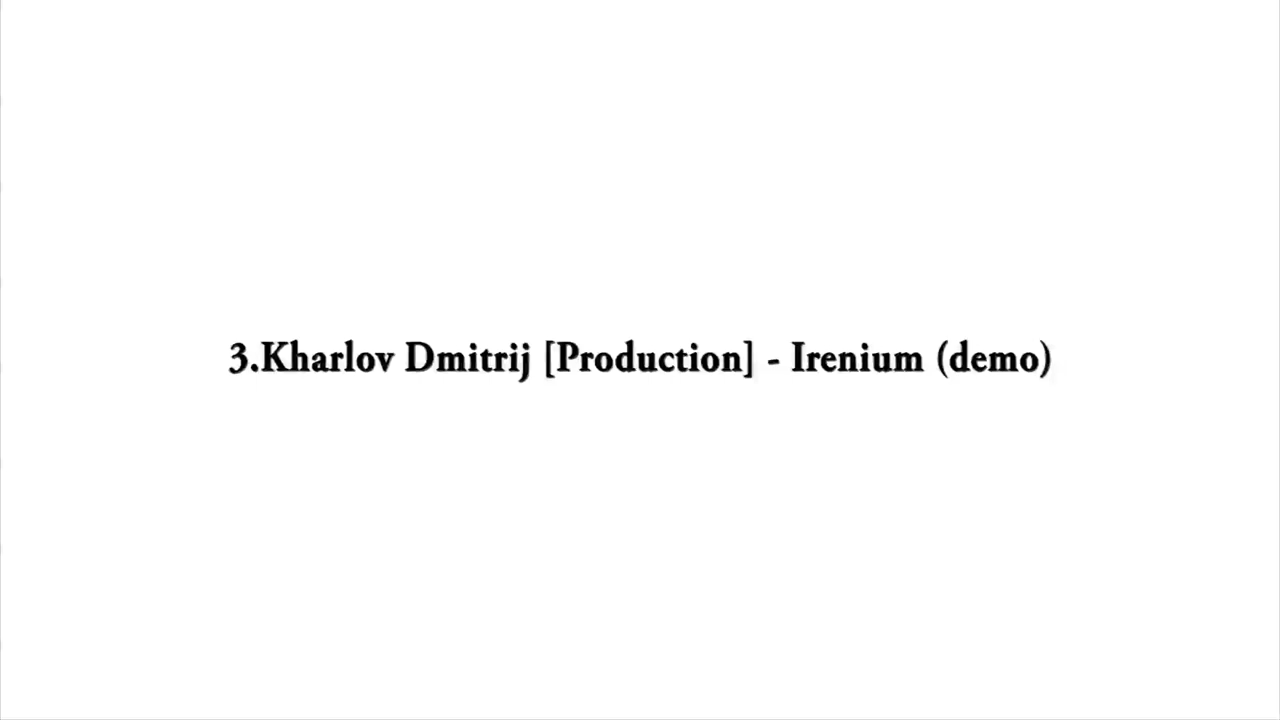 3.Kharlov Dmitrij [Production] - Irenium (demo)